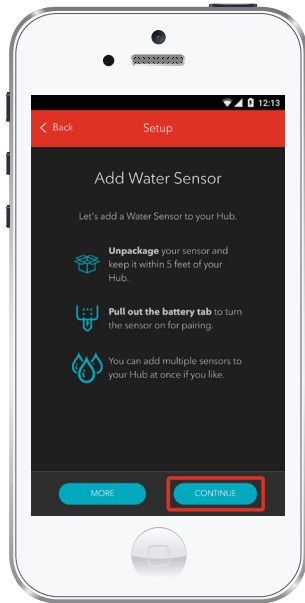 12:13
Back
Setup
Add Water Sensor
Let's add a Water Sensor to your Hub.
Unpackage your sensor and
keep it within 5 feet of your
Hub.
Pull out the battery tab to turn
the sensor on for pairing.
You can add multiple sensors to
your Hub at once if you like.
MORE
CONTINUE